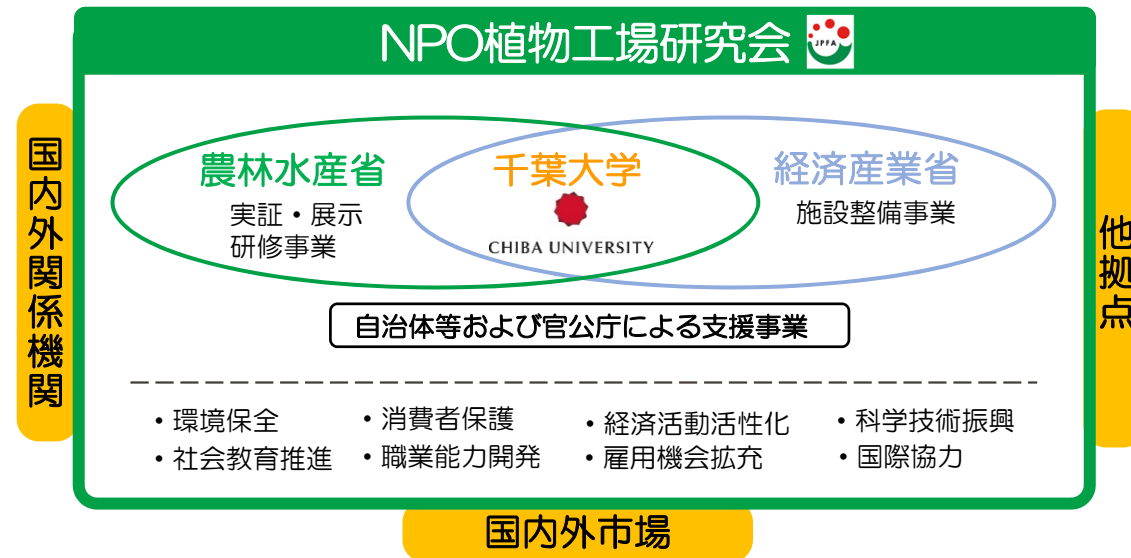 NPO植物工場研究会
JPFA
国内外関係機関
農林水産省
実証・展示
研修事業
千葉大学
CHIBA UNIVERSITY
経済産業省
施設整備事業
他拠点
自治体等および官公庁による支援事業
・環境保全
・社会教育推進
・消費者保護
・職業能力開発
・経済活動活性化
・雇用機会拡充
・科学技術振興
・国際協力
国内外市場